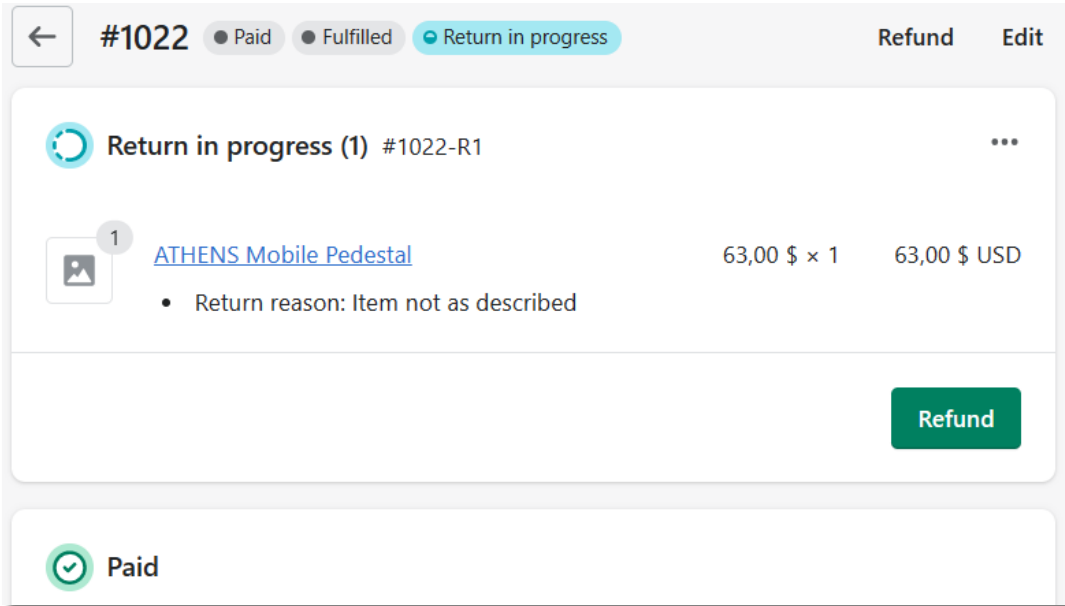 #1022 Paid Fulfilled Return in progress Refund Edit
Return in progress (1) #1022-R1
1
ATHENS Mobile Pedestal 63,00 $ × 1 63,00 $ USD
• Return reason: Item not as described
Refund
Paid